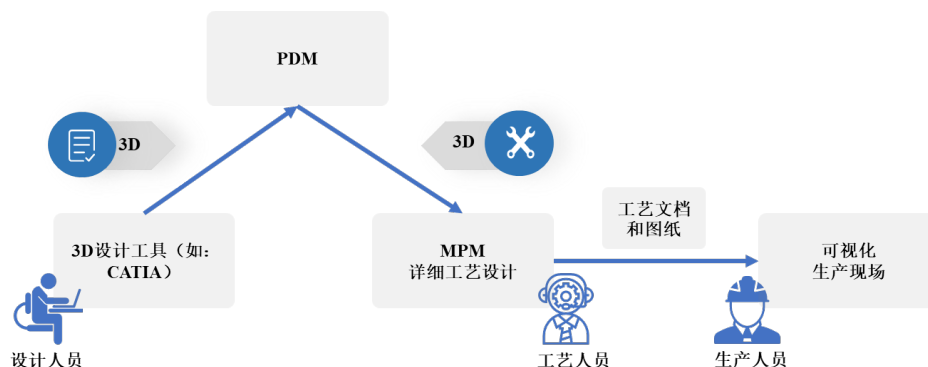 PDM
3D
3D
3D设计工具（如：
CATIA）
MPM
详细工艺设计
工艺文档
和图纸
可视化
生产现场
设计人员
工艺人员
生产人员